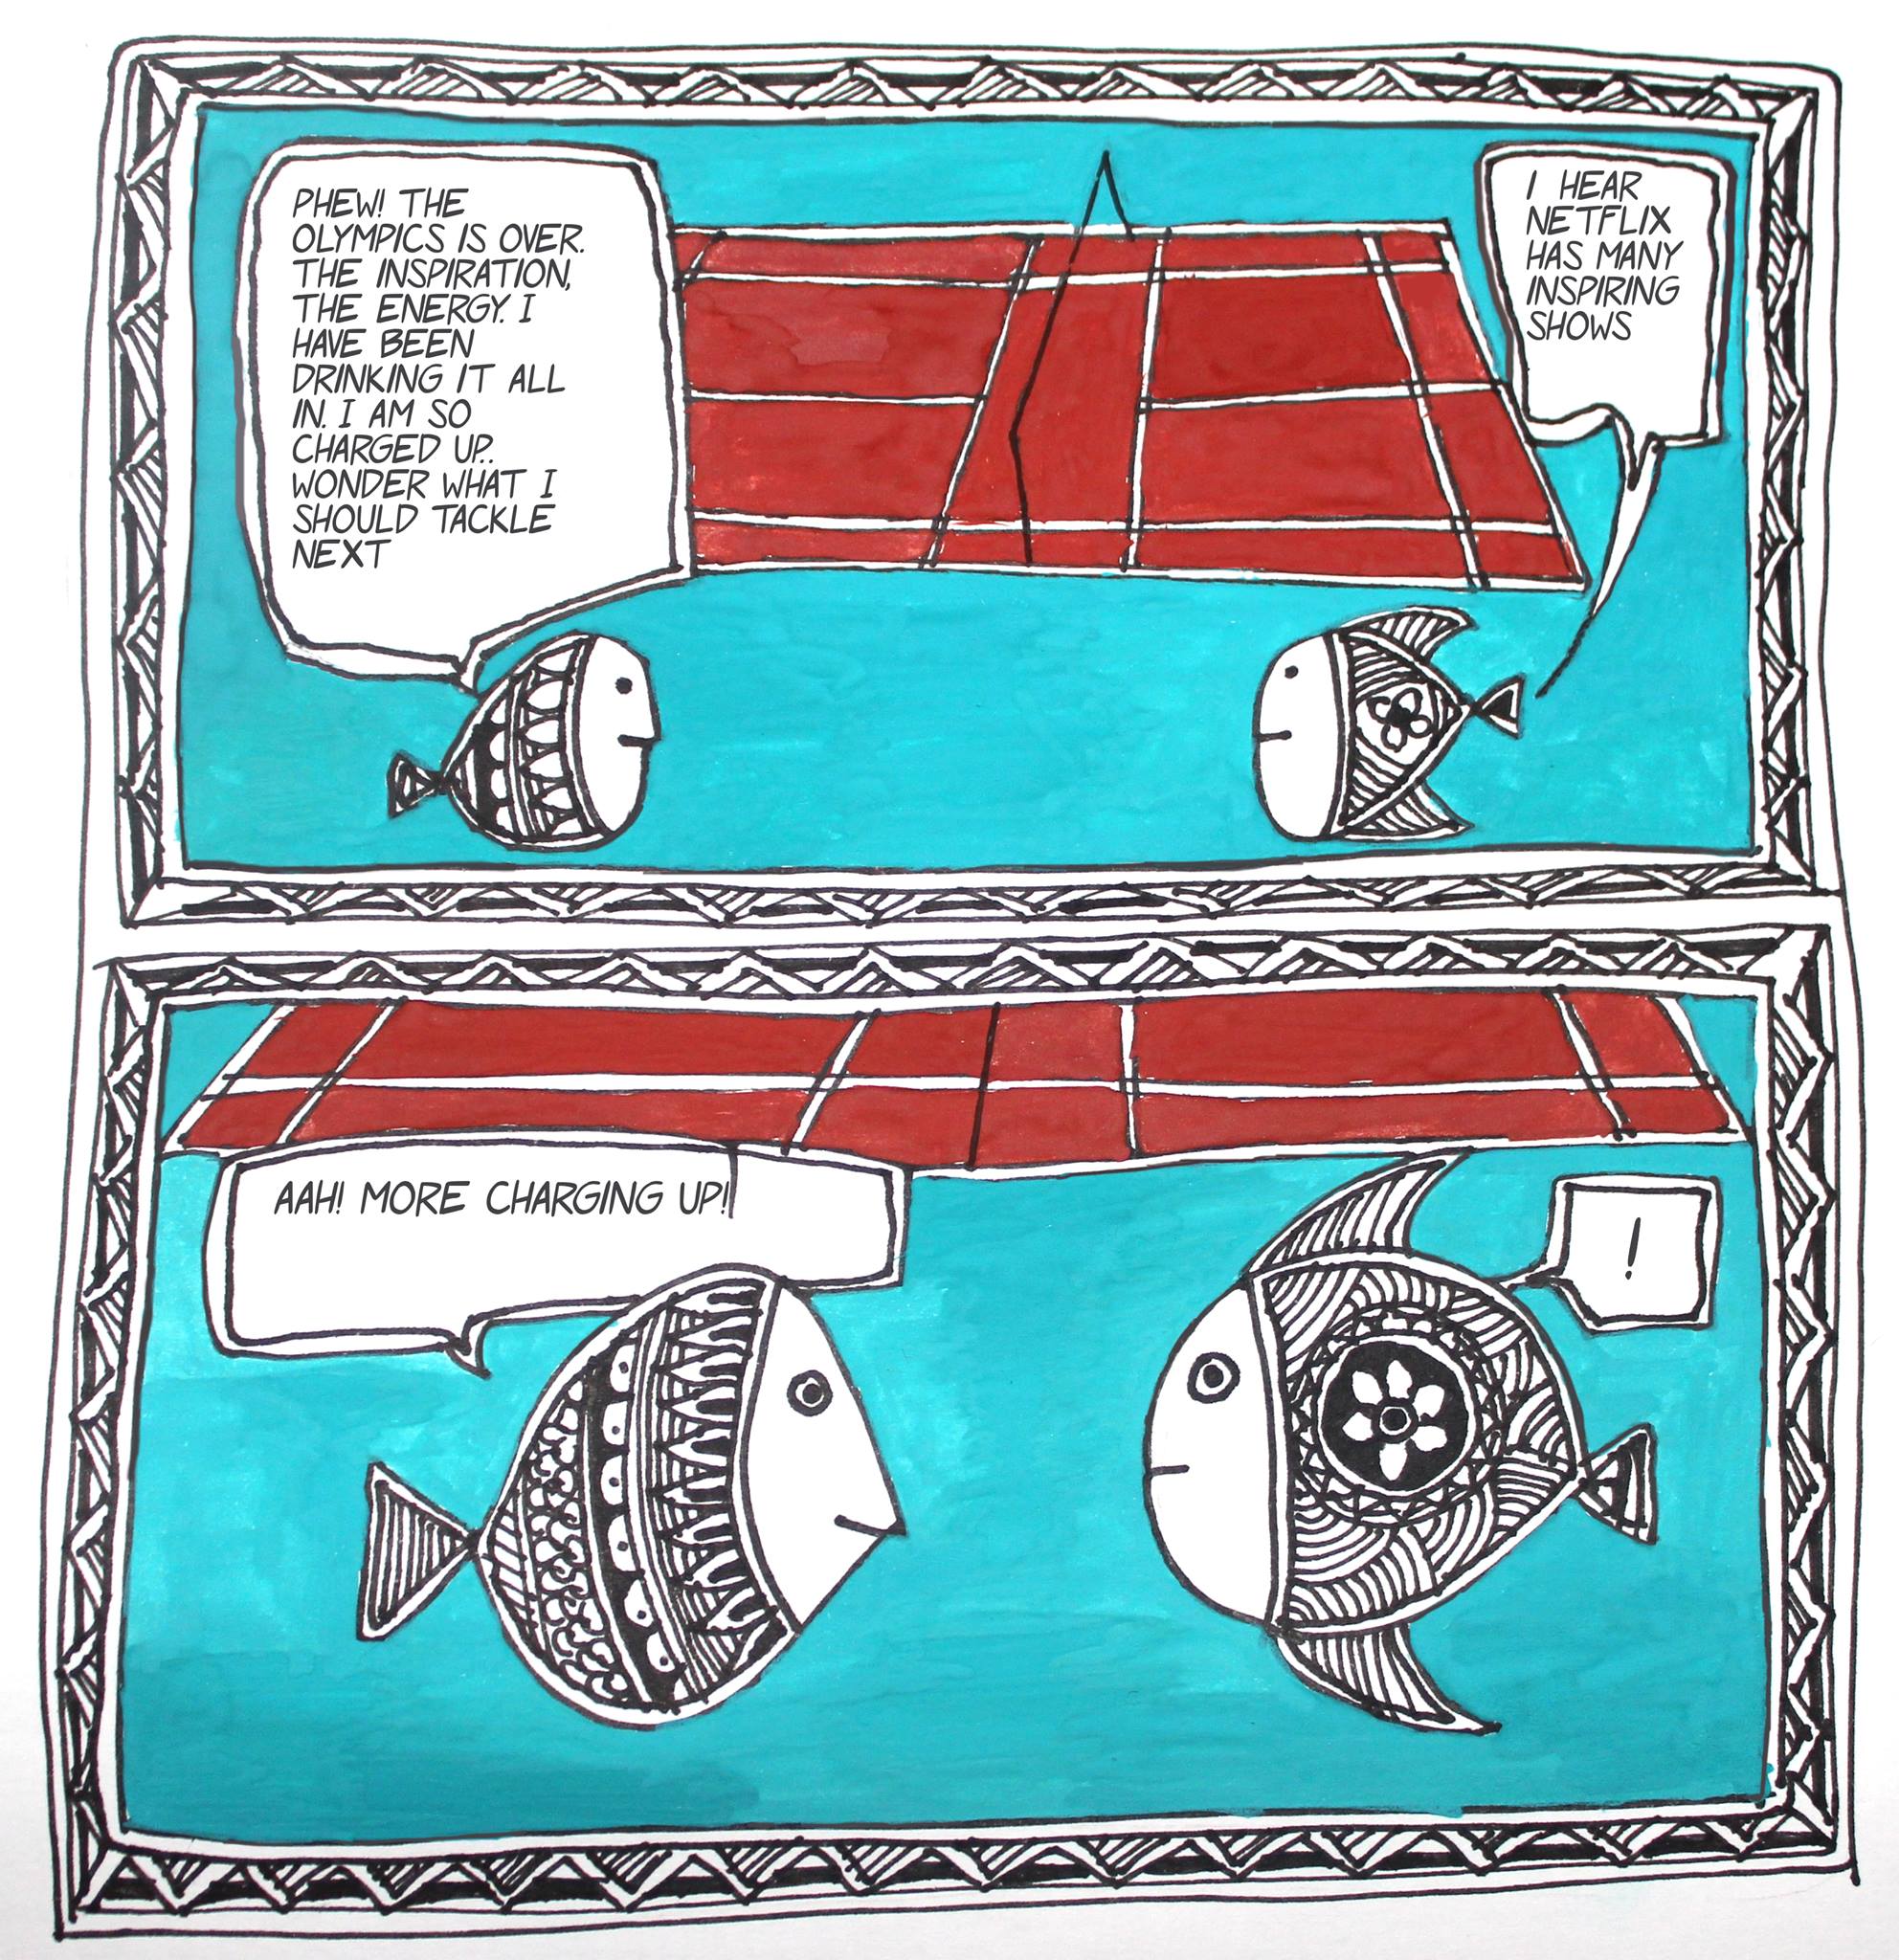 PHEW! THE
OLYMPICS IS OVER.
THE INSPIRATION,
THE ENERGY. I
HAVE BEEN
DRINKING IT ALL
IN. I AM SO
CHARGED UP..
WONDER WHAT I
SHOULD TACKLE
NEXT
I HEAR
NETFLIX
HAS MANY
INSPIRING
SHOWS
AAH! MORE CHARGING UP!
!